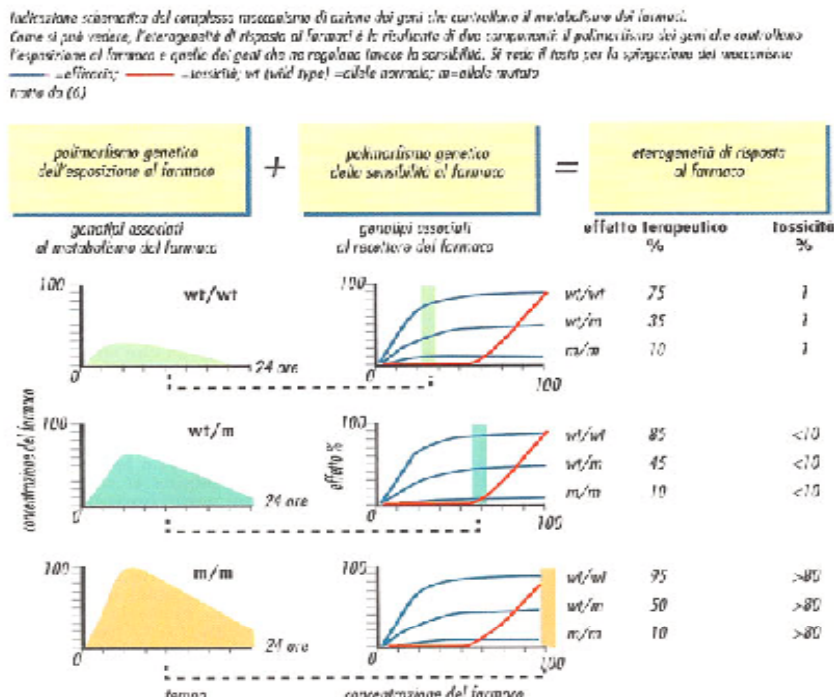 Indicazione schematica del complesso meccanismo di azione dei geni che controllano il metabolismo dei farmaci.
Come si può vedere, l'eterogeneità di risposta ai farmaci è la risultante di due componenti: il polimorfismo dei geni che controllano
l'esposizione al farmaco e quello dei geni che ne regolano invece la sensibilità. Si veda il testo per la spiegazione del meccanismo
=efficacia; =tossicità; wt (wild type) =allele normale; m=allele mutato
tratto da (6)
polimorfismo genetico
dell'esposizione al farmaco
+
polimorfismo genetico
della sensibilità al farmaco
=
eterogeneità di risposta
al farmaco
genotipi associati
al metabolismo del farmaco
genotipi associati
al recettore del farmaco
effetto terapeutico
%
tossicità
%
concentrazione del farmaco
effetto %
100
wt/wt
0
24 ore
100
0
100
wt/wt 75 1
wt/m 35 1
m/m 10 1
100
wt/m
0
24 ore
100
0
100
wt/wt 85 <10
wt/m 45 <10
m/m 10 <10
100
m/m
0
24 ore
100
0
100
wt/wt 95 >80
wt/m 50 >80
m/m 10 >80
tempo
concentrazione del farmaco